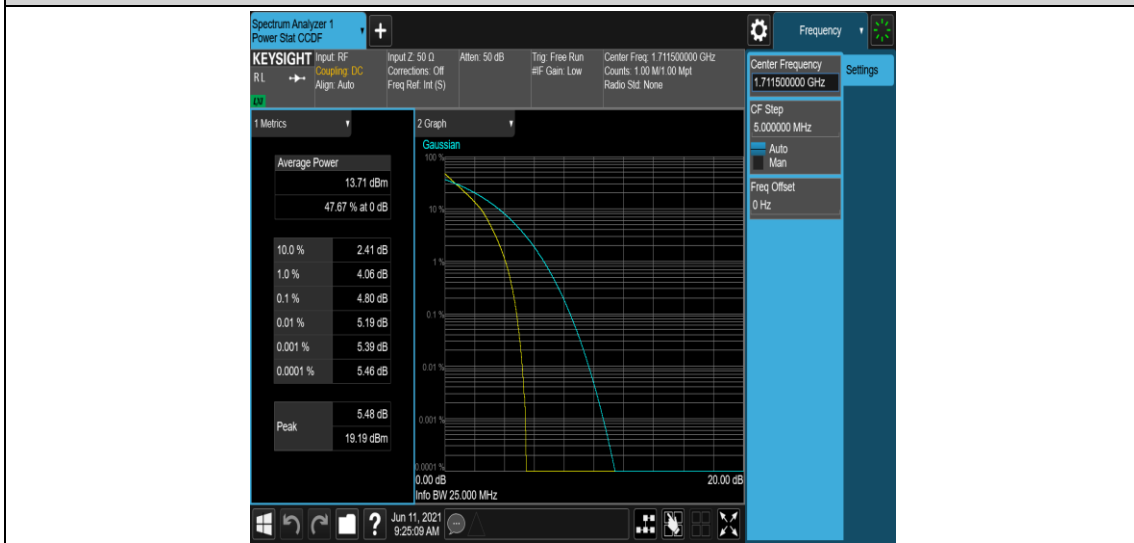 Spectrum Analyzer 1
Power Stat CCDF
+
Frequency
KEYSIGHT
RL
LXI
Input: RF
Coupling: DC
Align: Auto
Input Z: 50 Ω
Corrections: Off
Freq Ref: Int (S)
Atten: 50 dB
Trig: Free Run
#IF Gain: Low
Center Freq: 1.711500000 GHz
Counts: 1.00 M/1.00 Mpt
Radio Std: None
Center Frequency
1.711500000 GHz
Settings
CF Step
5.000000 MHz
Auto
Man
Freq Offset
0 Hz
1 Metrics
Average Power
13.71 dBm
47.67 % at 0 dB
10.0 % 2.41 dB
1.0 % 4.06 dB
0.1 % 4.80 dB
0.01 % 5.19 dB
0.001 % 5.39 dB
0.0001 % 5.46 dB
Peak 5.48 dB
19.19 dBm
2 Graph
Gaussian
100 %
10 %
1 %
0.1 %
0.01 %
0.001 %
0.0001 %
0.00 dB 20.00 dB
Info BW 25.000 MHz
?
Jun 11, 2021
9:25:09 AM